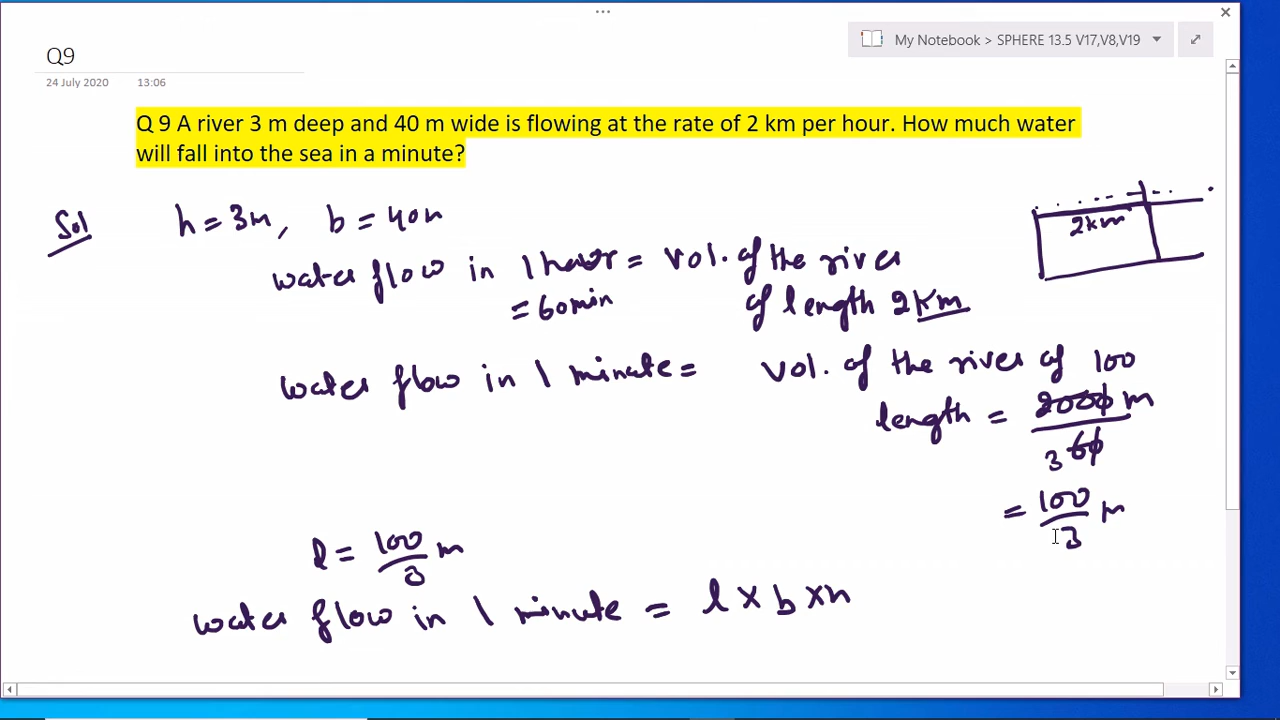 My Notebook > SPHERE 13.5 V17,V8,V19
Q9
24 July 2020 13:06
Q 9 A river 3 m deep and 40 m wide is flowing at the rate of 2 km per hour. How much water
will fall into the sea in a minute?
Sol h = 3m, b = 40m
2km
water flow in 1 hour = vol. of the river
= 60min of length 2Km
water flow in 1 minute = vol. of the river of
length = 2000 m / 60
100
3
= 100/3 m
l = 100/3 m
water flow in 1 minute = l x b x h